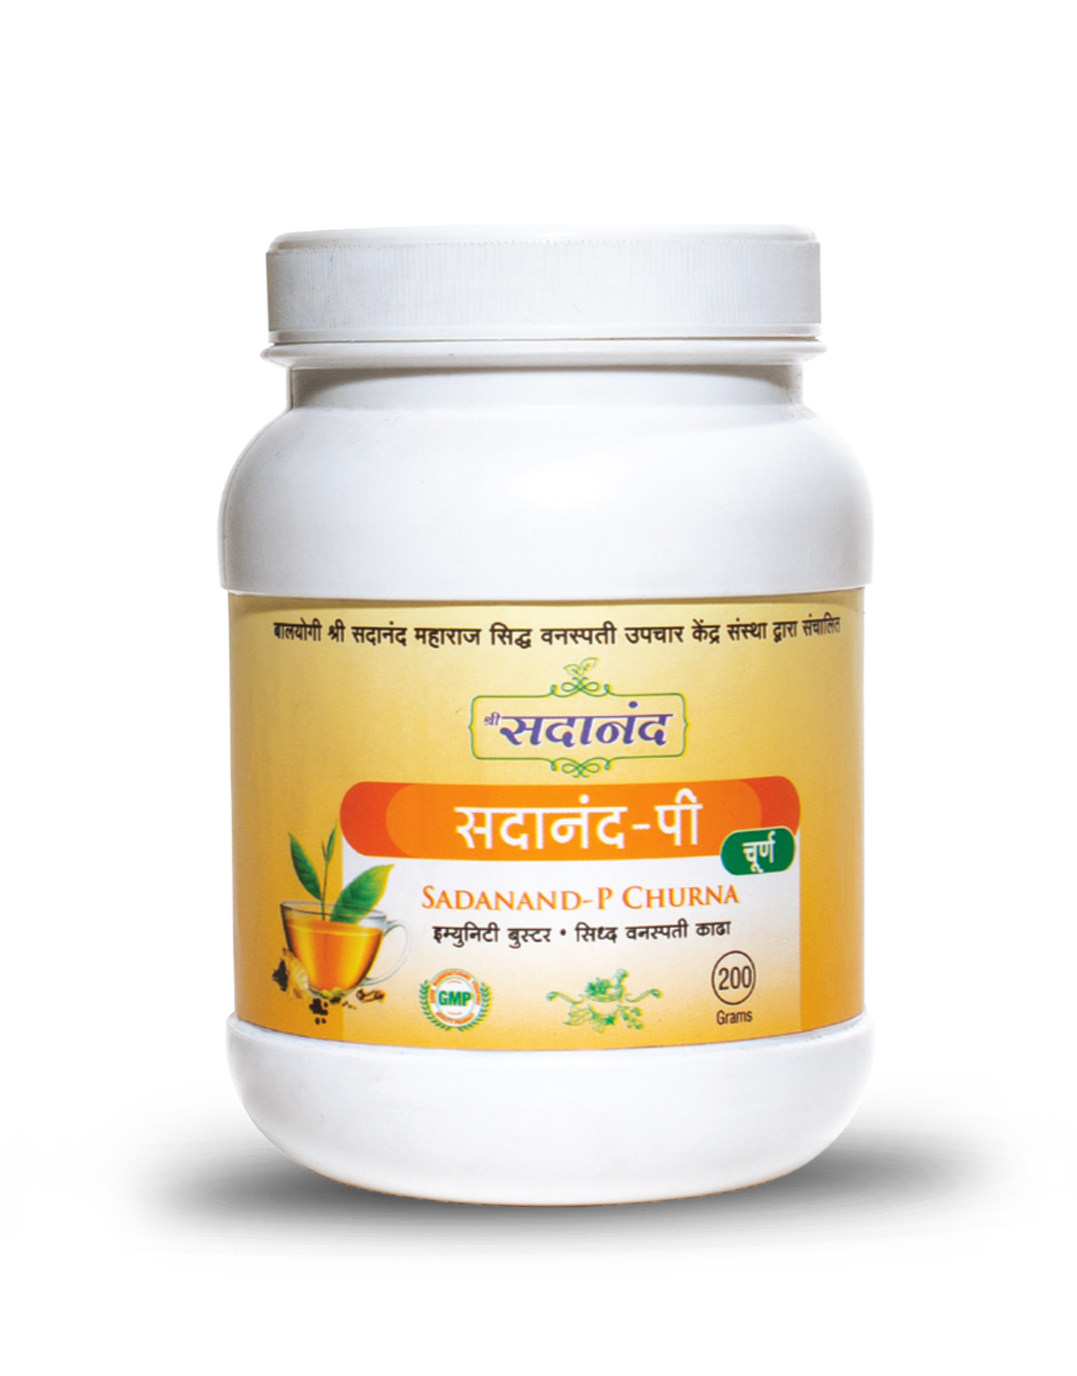 बालयोगी श्री सदानंद महाराज सिद्ध वनस्पती उपचार केंद्र संस्था द्वारा संचालित
श्री सदानंद
सदानंद-पी
चूर्ण
SADANAND-P CHURNA
इम्युनिटी बुस्टर • सिध्द वनस्पती काढा
GMP
200
Grams